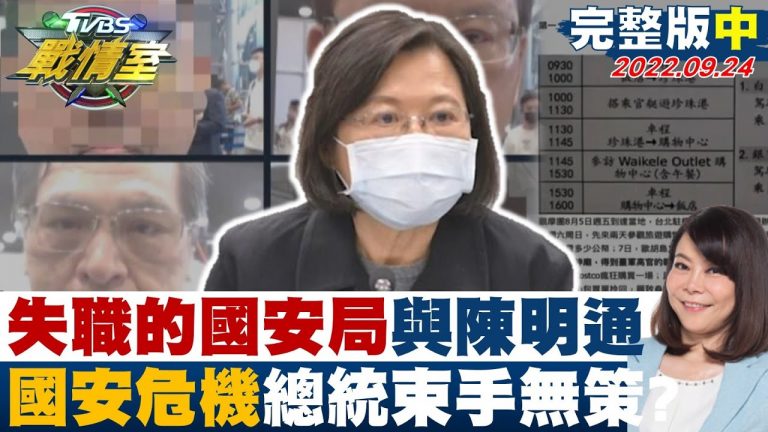 TVBS
戰情室
完整版中
2022.09.24
0930
1000
1000
1130
搭乘官艇遊珍珠港
1130
1145
車程
珍珠港→購物中心
1145
1530
參訪 Waikele Outlet 購
物中心(含午餐)
1530
1600
車程
購物中心→飯店
失職的國安局與陳明通
國安危機總統束手無策?